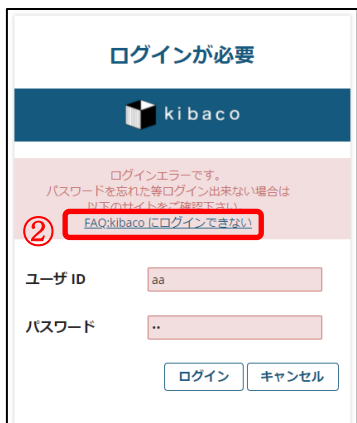 ログインが必要
kibaco
ログインエラーです。
パスワードを忘れた等ログイン出来ない場合は
以下のサイトをご確認下さい。
② FAQ:kibaco にログインできない
ユーザ ID aa
パスワード ••
ログイン キャンセル